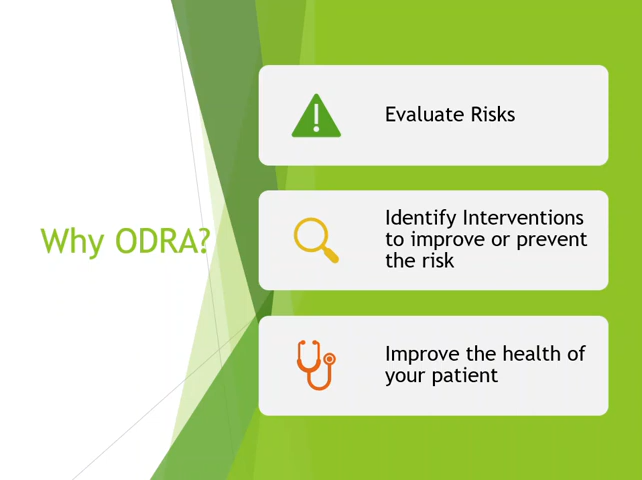 Why ODRA?
Evaluate Risks
Identify Interventions
to improve or prevent
the risk
Improve the health of
your patient